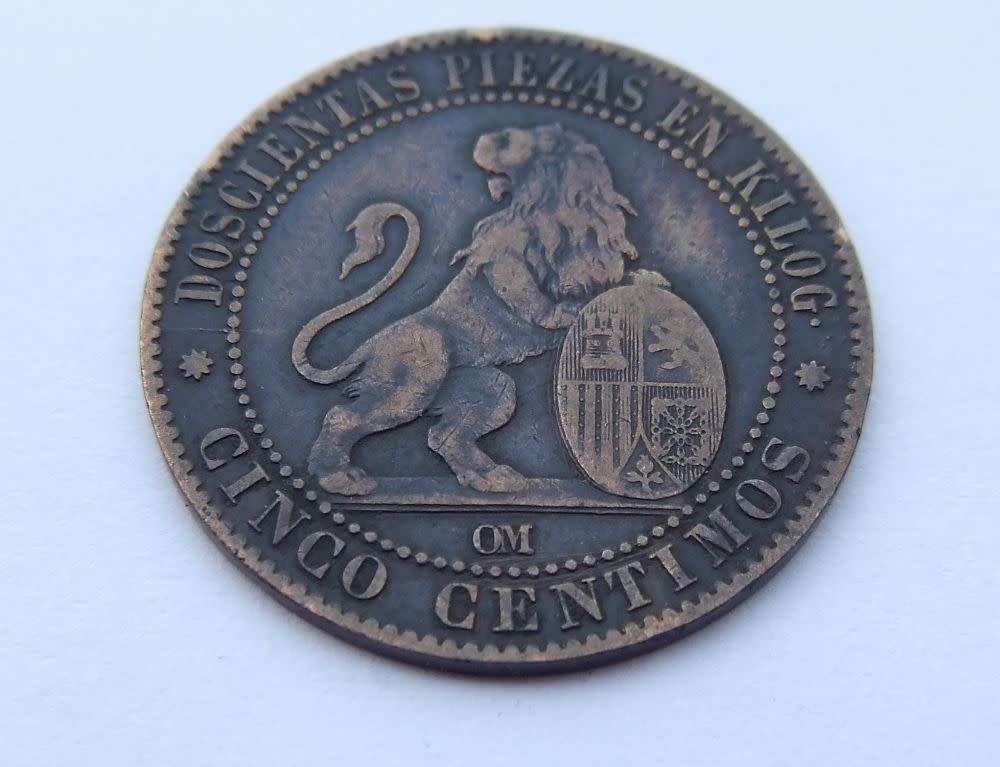 DOSCIENTAS PIEZAS EN KILOG.
OM
CINCO CENTIMOS